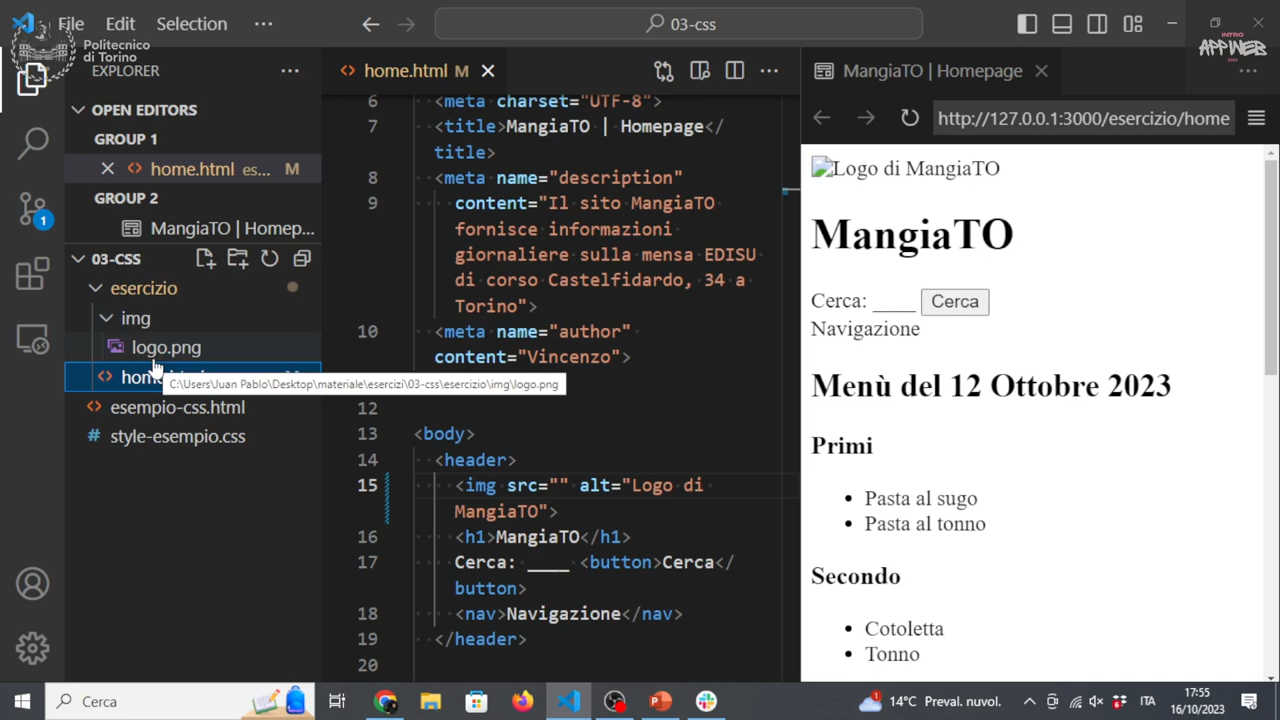 File Edit Selection ··· 03-css
Politecnico
di Torino
INTRO
APPIWEB
EXPLORER
OPEN EDITORS
GROUP 1
home.html es... M
GROUP 2
MangiaTO | Homep...
03-CSS
esercizio
img
logo.png
hom
C:\Users\Juan Pablo\Desktop\materiale\esercizi\03-css\esercizio\img\logo.png
esempio-css.html
style-esempio.css
1
home.html M
6 <meta charset="UTF-8">
7 <title>MangiaTO | Homepage</
title>
8 <meta name="description"
9 content="Il sito MangiaTO
fornisce informazioni
giornaliere sulla mensa EDISU
di corso Castelfidardo, 34 a
Torino">
10 <meta name="author"
content="Vincenzo">
12
13 <body>
14 <header>
15 <img src="" alt="Logo di
MangiaTO">
16 <h1>MangiaTO</h1>
17 Cerca: ____ <button>Cerca</
button>
18 <nav>Navigazione</nav>
19 </header>
20
MangiaTO | Homepage
http://127.0.0.1:3000/esercizio/home
Logo di MangiaTO
MangiaTO
Cerca: ____ Cerca
Navigazione
Menù del 12 Ottobre 2023
Primi
• Pasta al sugo
• Pasta al tonno
Secondo
• Cotoletta
• Tonno
Cerca
1
14°C Preval. nuvol.
ITA
17:55
16/10/2023